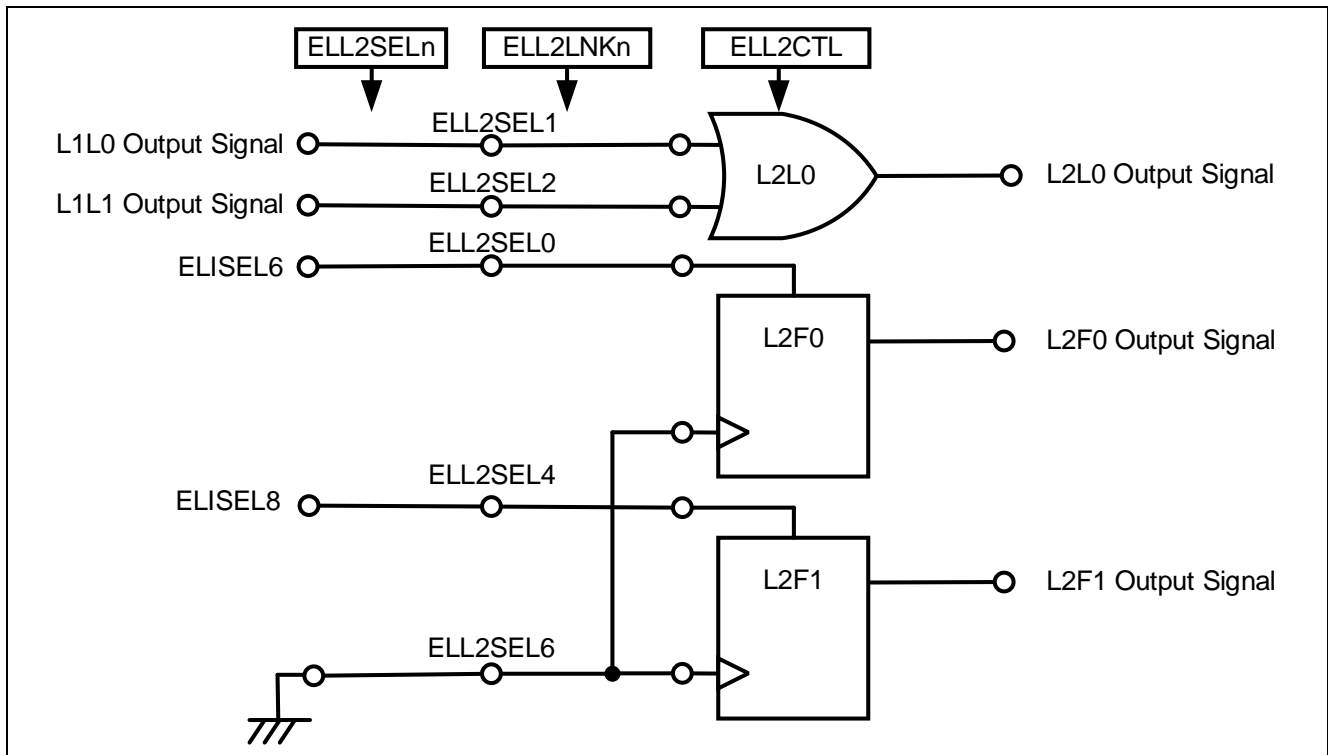 ELL2SELn
ELL2LNKn
ELL2CTL
L1L0 Output Signal
ELL2SEL1
L2L0
L2L0 Output Signal
L1L1 Output Signal
ELL2SEL2
ELISEL6
ELL2SEL0
L2F0
L2F0 Output Signal
ELISEL8
ELL2SEL4
L2F1
L2F1 Output Signal
ELL2SEL6